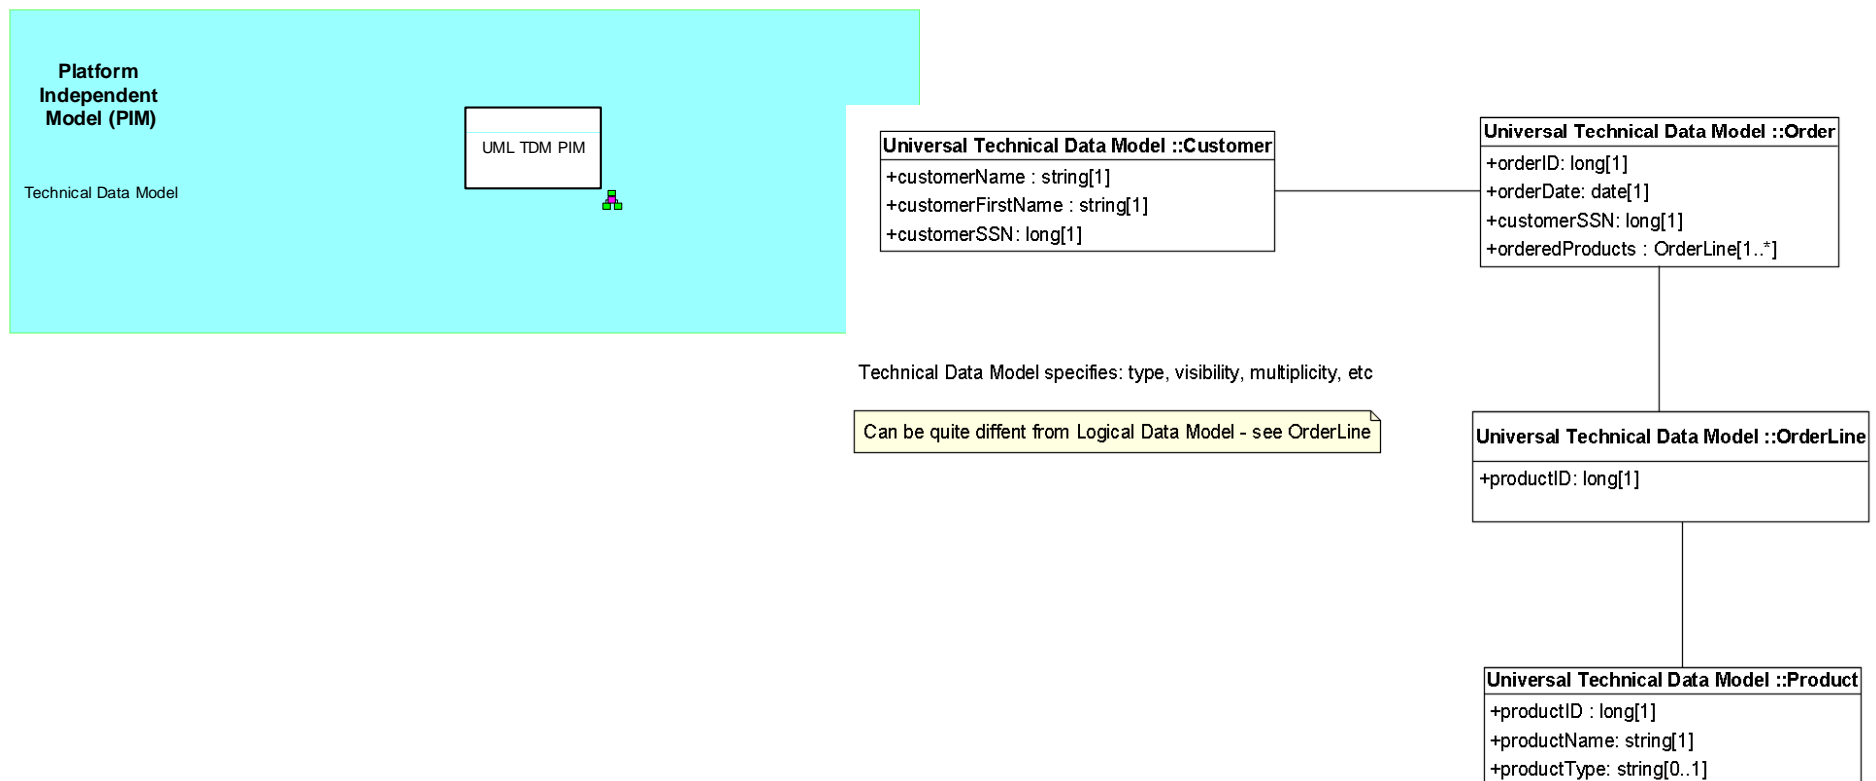 Platform
Independent
Model (PIM)
Technical Data Model
UML TDM PIM
Universal Technical Data Model ::Customer
+customerName : string[1]
+customerFirstName : string[1]
+customerSSN: long[1]
Universal Technical Data Model ::Order
+orderID: long[1]
+orderDate: date[1]
+customerSSN: long[1]
+orderedProducts : OrderLine[1..*]
Technical Data Model specifies: type, visibility, multiplicity, etc
Can be quite diffent from Logical Data Model - see OrderLine
Universal Technical Data Model ::OrderLine
+productID: long[1]
Universal Technical Data Model ::Product
+productID : long[1]
+productName: string[1]
+productType: string[0..1]